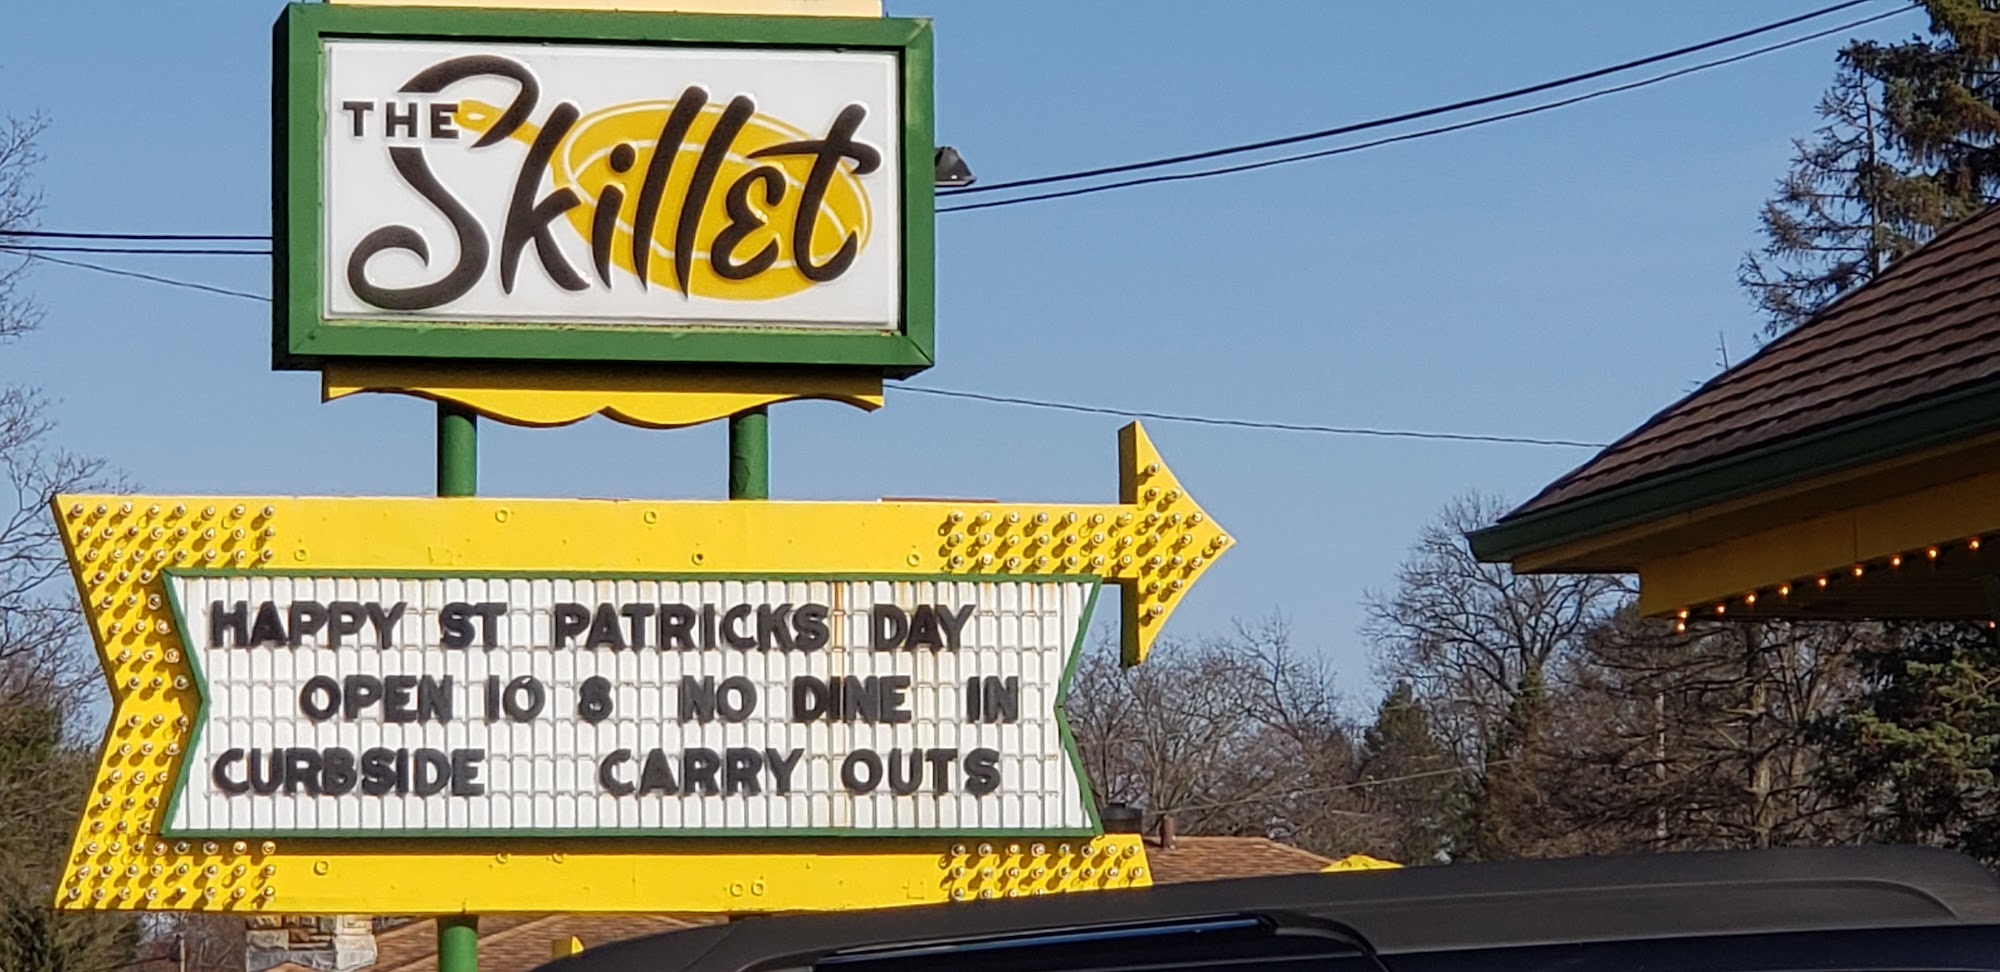 THE
Skillet
HAPPY ST PATRICKS DAY
OPEN 10 8 NO DINE IN
CURBSIDE CARRY OUTS